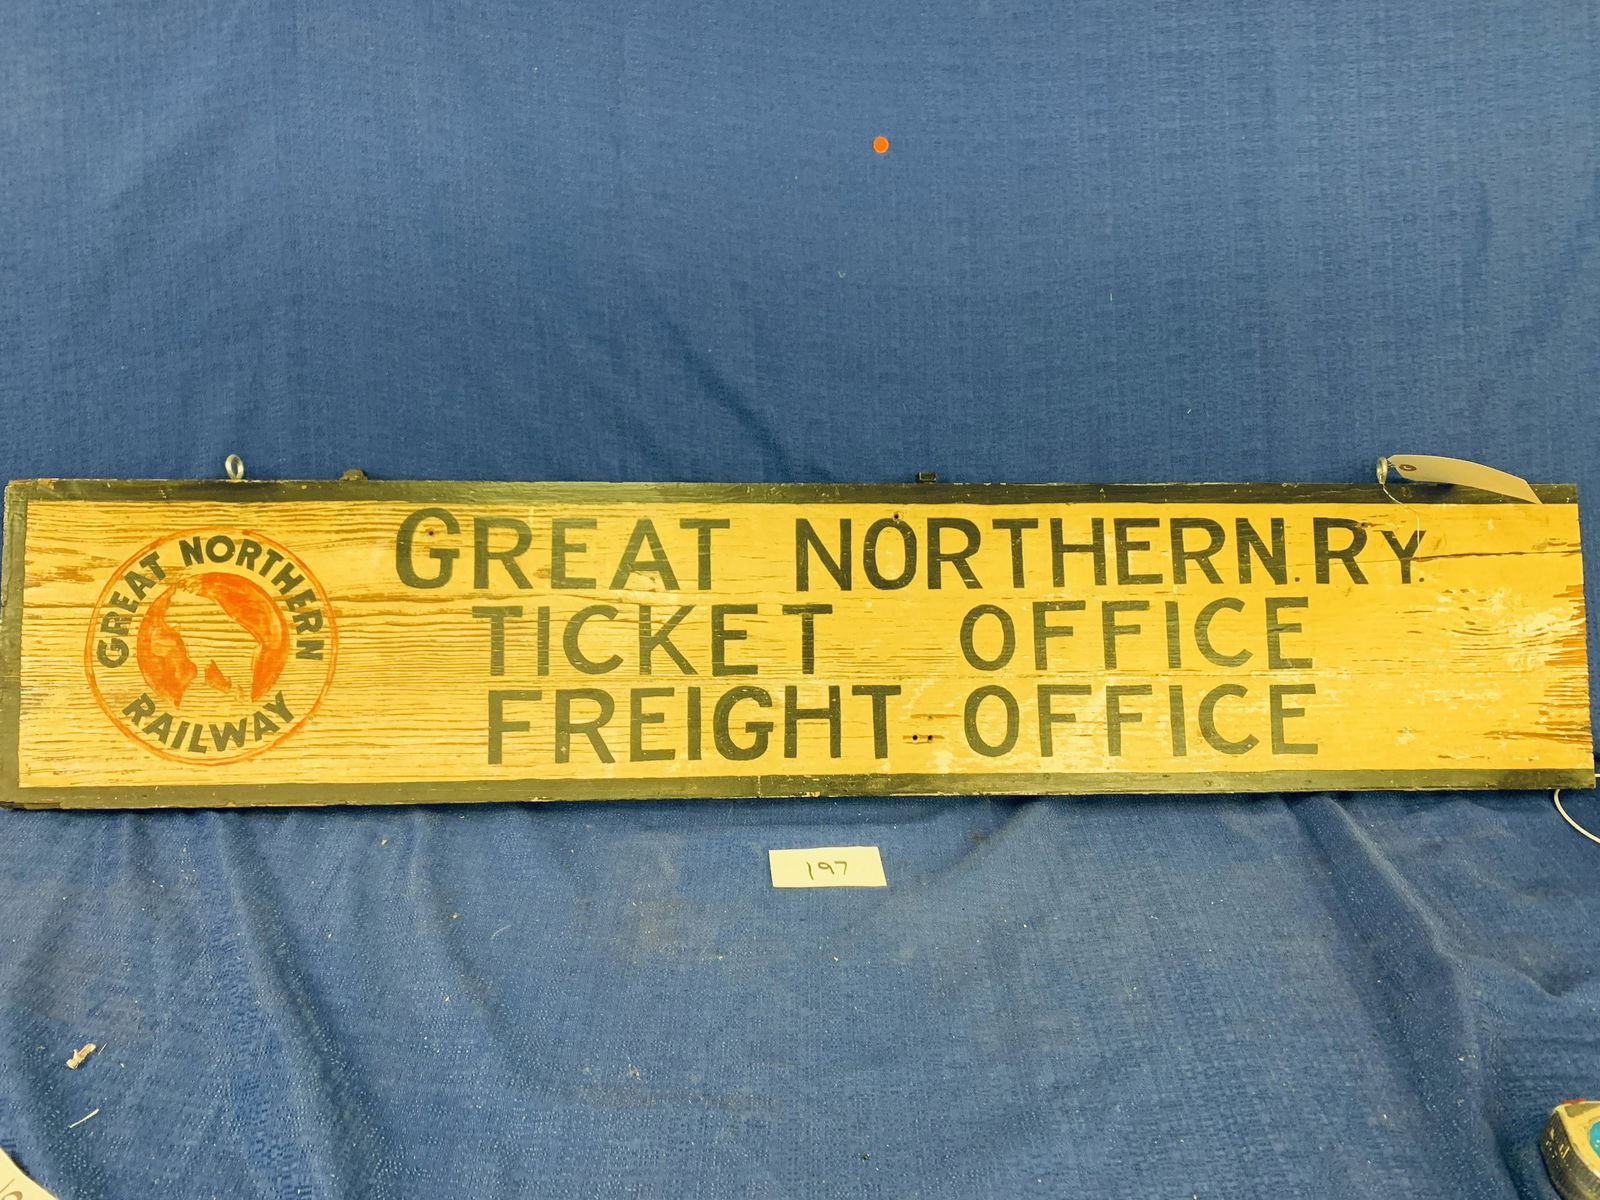 GREAT NORTHERN
RAILWAY
GREAT NORTHERN.RY.
TICKET OFFICE
FREIGHT OFFICE
197